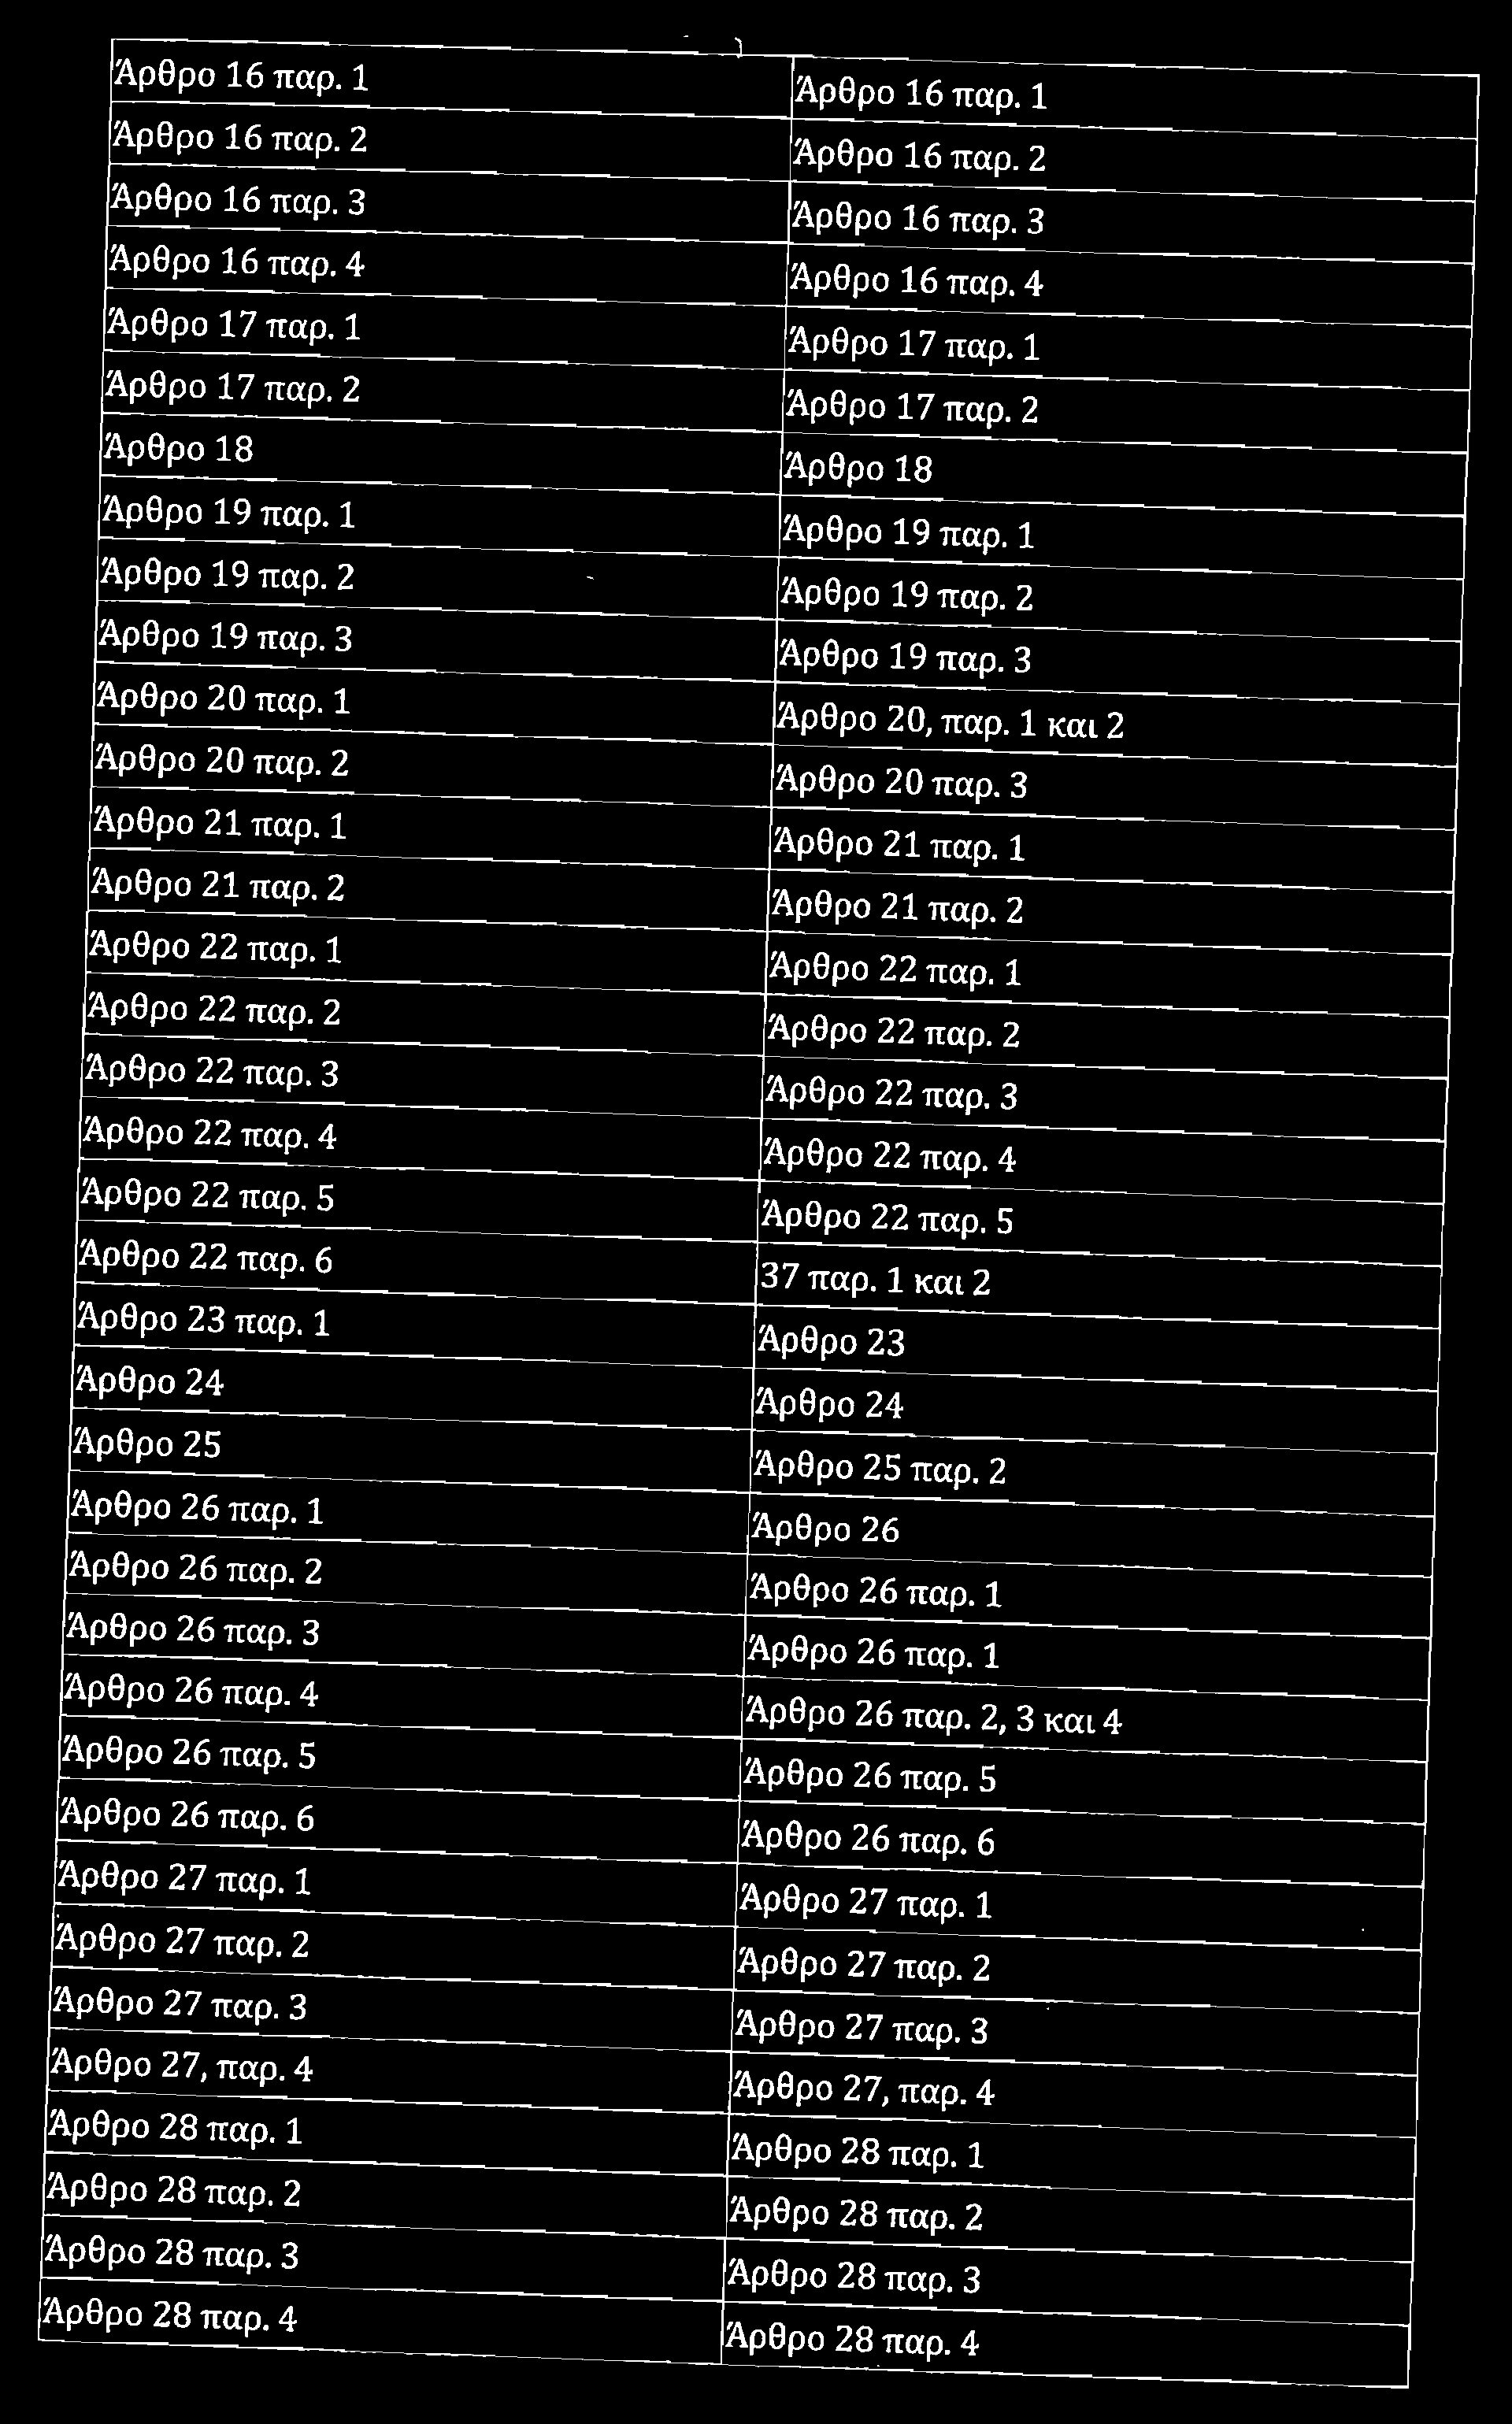 Άρθρο 16 παρ. 1 Άρθρο 16 παρ. 1
Άρθρο 16 παρ. 2 Άρθρο 16 παρ. 2
Άρθρο 16 παρ. 3 Άρθρο 16 παρ. 3
Άρθρο 16 παρ. 4 Άρθρο 16 παρ. 4
Άρθρο 17 παρ. 1 Άρθρο 17 παρ. 1
Άρθρο 17 παρ. 2 Άρθρο 17 παρ. 2
Άρθρο 18 Άρθρο 18
Άρθρο 19 παρ. 1 Άρθρο 19 παρ. 1
Άρθρο 19 παρ. 2 Άρθρο 19 παρ. 2
Άρθρο 19 παρ. 3 Άρθρο 19 παρ. 3
Άρθρο 20 παρ. 1 Άρθρο 20, παρ. 1 και 2
Άρθρο 20 παρ. 2 Άρθρο 20 παρ. 3
Άρθρο 21 παρ. 1 Άρθρο 21 παρ. 1
Άρθρο 21 παρ. 2 Άρθρο 21 παρ. 2
Άρθρο 22 παρ. 1 Άρθρο 22 παρ. 1
Άρθρο 22 παρ. 2 Άρθρο 22 παρ. 2
Άρθρο 22 παρ. 3 Άρθρο 22 παρ. 3
Άρθρο 22 παρ. 4 Άρθρο 22 παρ. 4
Άρθρο 22 παρ. 5 Άρθρο 22 παρ. 5
Άρθρο 22 παρ. 6 37 παρ. 1 και 2
Άρθρο 23 παρ. 1 Άρθρο 23
Άρθρο 24 Άρθρο 24
Άρθρο 25 Άρθρο 25 παρ. 2
Άρθρο 26 παρ. 1 Άρθρο 26
Άρθρο 26 παρ. 2 Άρθρο 26 παρ. 1
Άρθρο 26 παρ. 3 Άρθρο 26 παρ. 1
Άρθρο 26 παρ. 4 Άρθρο 26 παρ. 2, 3 και 4
Άρθρο 26 παρ. 5 Άρθρο 26 παρ. 5
Άρθρο 26 παρ. 6 Άρθρο 26 παρ. 6
Άρθρο 27 παρ. 1 Άρθρο 27 παρ. 1
Άρθρο 27 παρ. 2 Άρθρο 27 παρ. 2
Άρθρο 27 παρ. 3 Άρθρο 27 παρ. 3
Άρθρο 27, παρ. 4 Άρθρο 27, παρ. 4
Άρθρο 28 παρ. 1 Άρθρο 28 παρ. 1
Άρθρο 28 παρ. 2 Άρθρο 28 παρ. 2
Άρθρο 28 παρ. 3 Άρθρο 28 παρ. 3
Άρθρο 28 παρ. 4 Άρθρο 28 παρ. 4